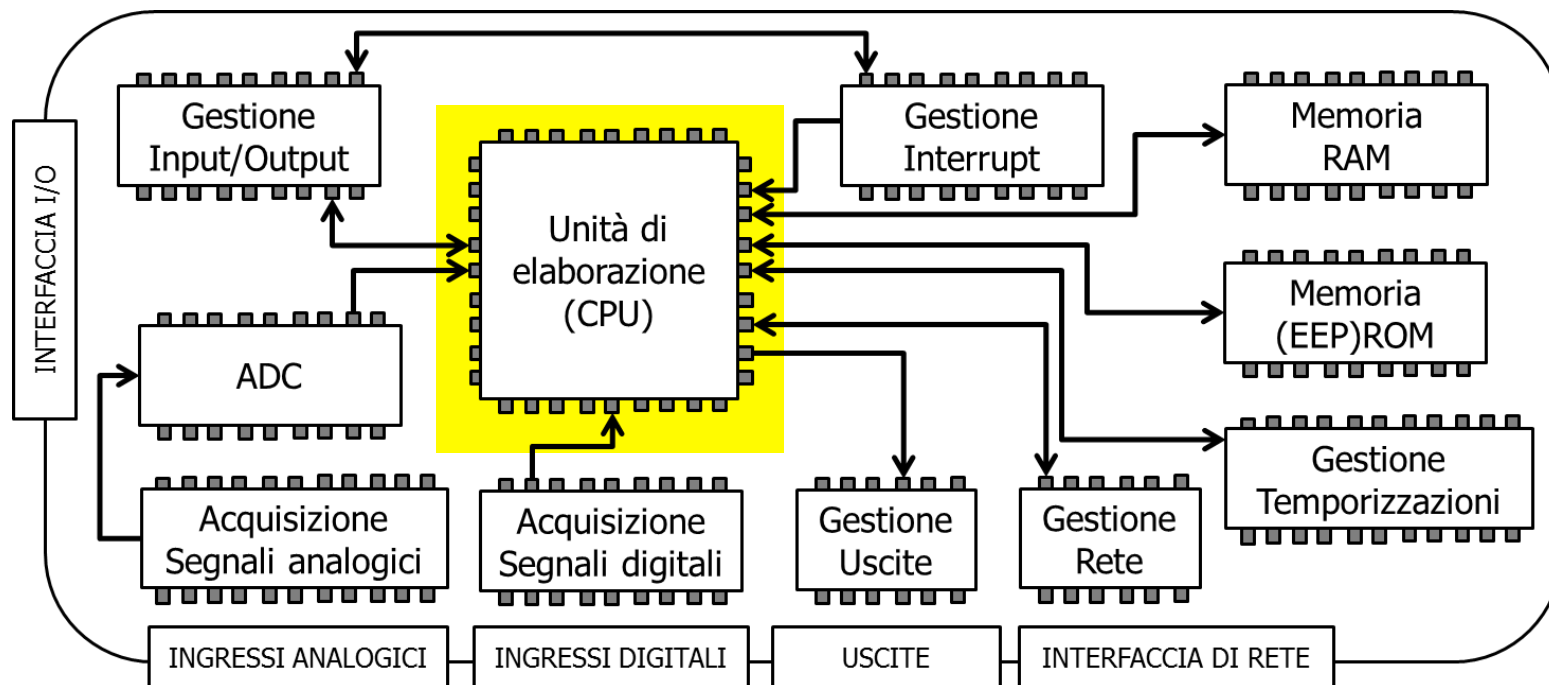 Gestione
Input/Output
Gestione
Interrupt
Memoria
RAM
INTERFACCIA I/O
Unità di
elaborazione
(CPU)
Memoria
(EEP)ROM
ADC
Gestione
Temporizzazioni
Acquisizione
Segnali analogici
Acquisizione
Segnali digitali
Gestione
Uscite
Gestione
Rete
INGRESSI ANALOGICI
INGRESSI DIGITALI
USCITE
INTERFACCIA DI RETE